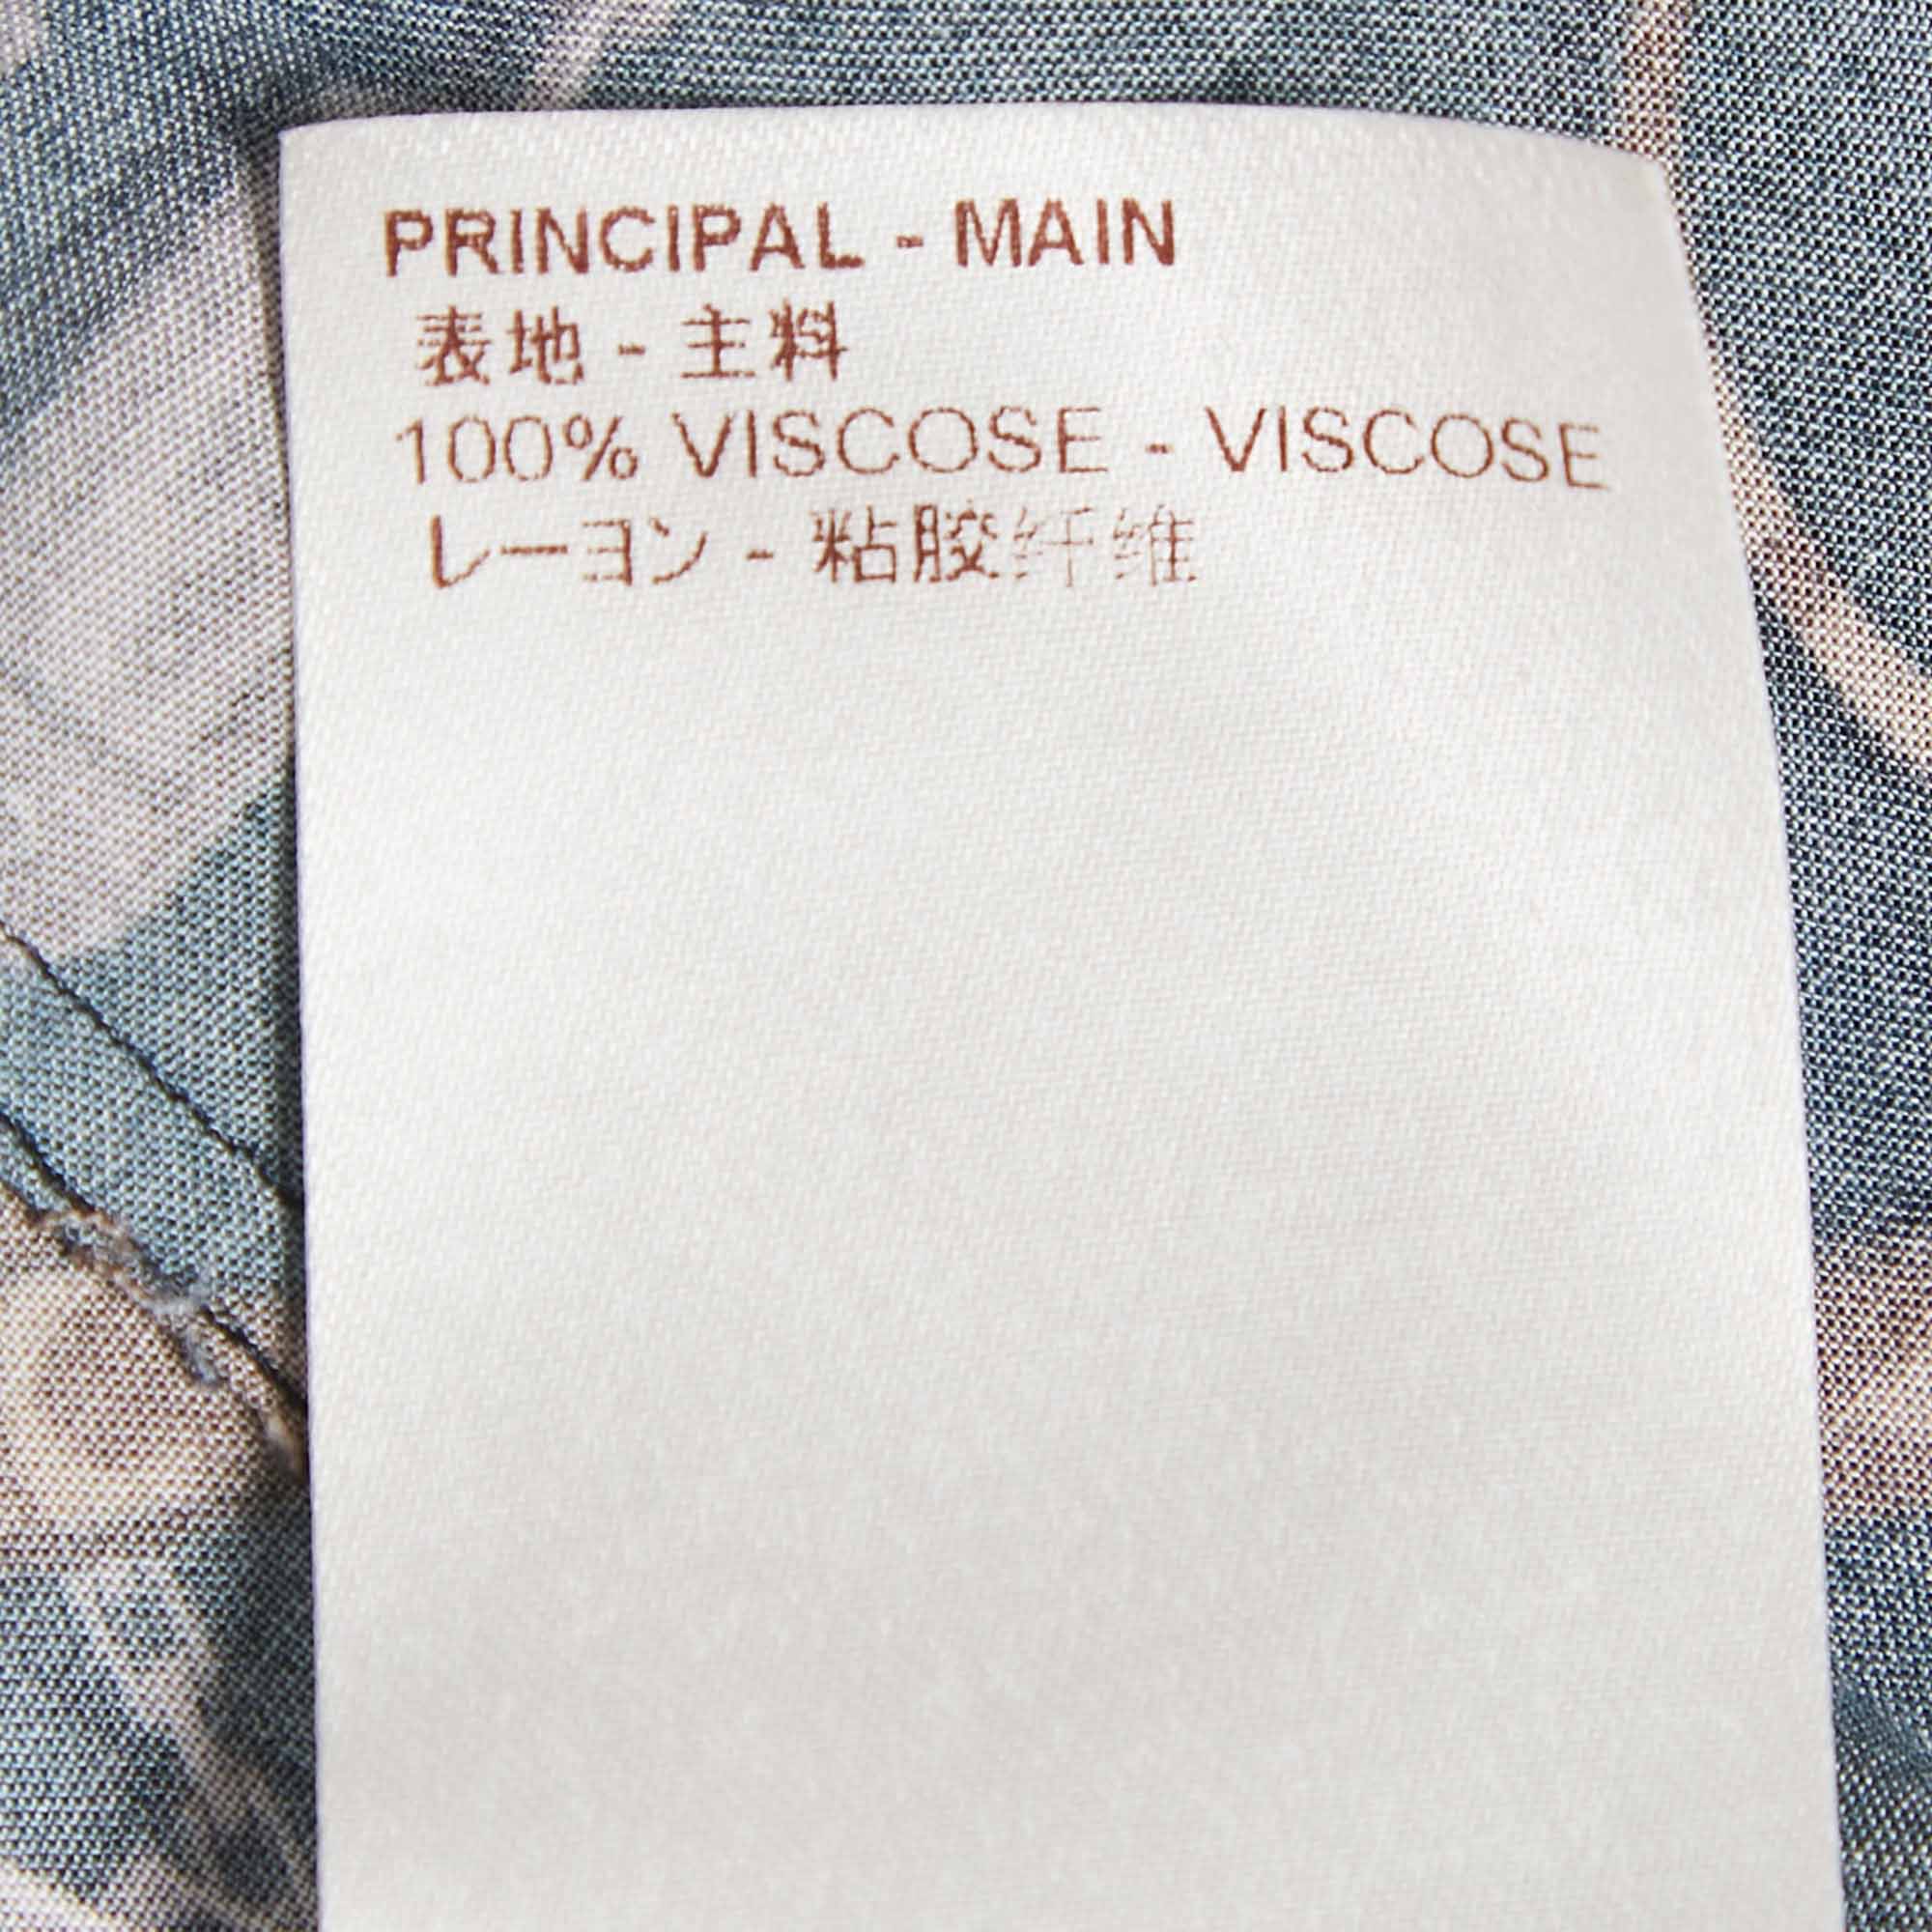 PRINCIPAL - MAIN
表地 - 主料
100% VISCOSE - VISCOSE
レーヨン - 粘胶纤维